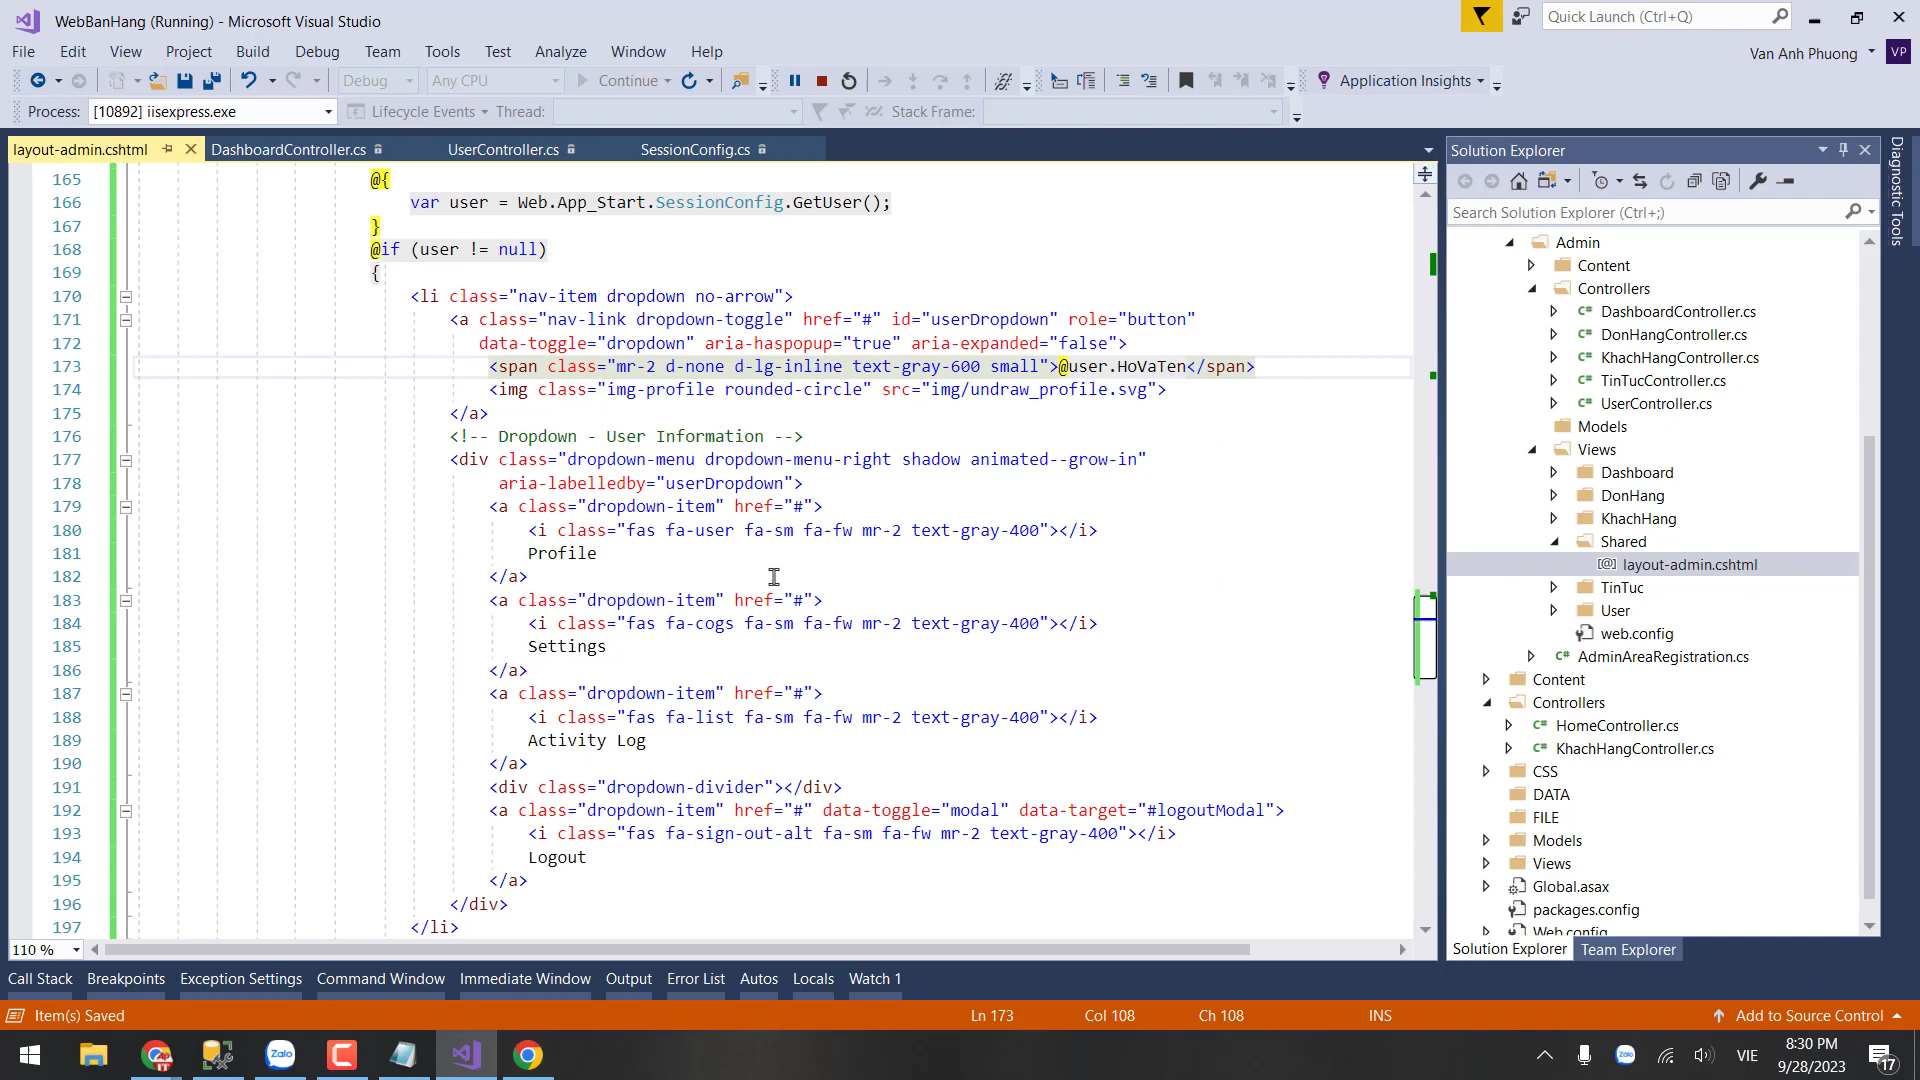 WebBanHang (Running) - Microsoft Visual Studio
Quick Launch (Ctrl+Q)
File Edit View Project Build Debug Team Tools Test Analyze Window Help
Van Anh Phuong VP
Debug Any CPU Continue Application Insights
Process: [10892] iisexpress.exe Lifecycle Events Thread: Stack Frame:
layout-admin.cshtml DashboardController.cs UserController.cs SessionConfig.cs
165 @{
166 var user = Web.App_Start.SessionConfig.GetUser();
167 }
168 @if (user != null)
169 {
170 <li class="nav-item dropdown no-arrow">
171 <a class="nav-link dropdown-toggle" href="#" id="userDropdown" role="button"
172 data-toggle="dropdown" aria-haspopup="true" aria-expanded="false">
173 <span class="mr-2 d-none d-lg-inline text-gray-600 small">@user.HoVaTen</span>
174 <img class="img-profile rounded-circle" src="img/undraw_profile.svg">
175 </a>
176 <!-- Dropdown - User Information -->
177 <div class="dropdown-menu dropdown-menu-right shadow animated--grow-in"
178 aria-labelledby="userDropdown">
179 <a class="dropdown-item" href="#">
180 <i class="fas fa-user fa-sm fa-fw mr-2 text-gray-400"></i>
181 Profile
182 </a>
183 <a class="dropdown-item" href="#">
184 <i class="fas fa-cogs fa-sm fa-fw mr-2 text-gray-400"></i>
185 Settings
186 </a>
187 <a class="dropdown-item" href="#">
188 <i class="fas fa-list fa-sm fa-fw mr-2 text-gray-400"></i>
189 Activity Log
190 </a>
191 <div class="dropdown-divider"></div>
192 <a class="dropdown-item" href="#" data-toggle="modal" data-target="#logoutModal">
193 <i class="fas fa-sign-out-alt fa-sm fa-fw mr-2 text-gray-400"></i>
194 Logout
195 </a>
196 </div>
197 </li>
110 %
Solution Explorer
Search Solution Explorer (Ctrl+;)
Admin
Content
Controllers
C# DashboardController.cs
C# DonHangController.cs
C# KhachHangController.cs
C# TinTucController.cs
C# UserController.cs
Models
Views
Dashboard
DonHang
KhachHang
Shared
[@] layout-admin.cshtml
TinTuc
User
web.config
C# AdminAreaRegistration.cs
Content
Controllers
C# HomeController.cs
C# KhachHangController.cs
CSS
DATA
FILE
Models
Views
Global.asax
packages.config
Web.config
Solution Explorer Team Explorer
Diagnostic Tools
Call Stack Breakpoints Exception Settings Command Window Immediate Window Output Error List Autos Locals Watch 1
Item(s) Saved Ln 173 Col 108 Ch 108 INS Add to Source Control
Zalo
VIE
8:30 PM
9/28/2023
17